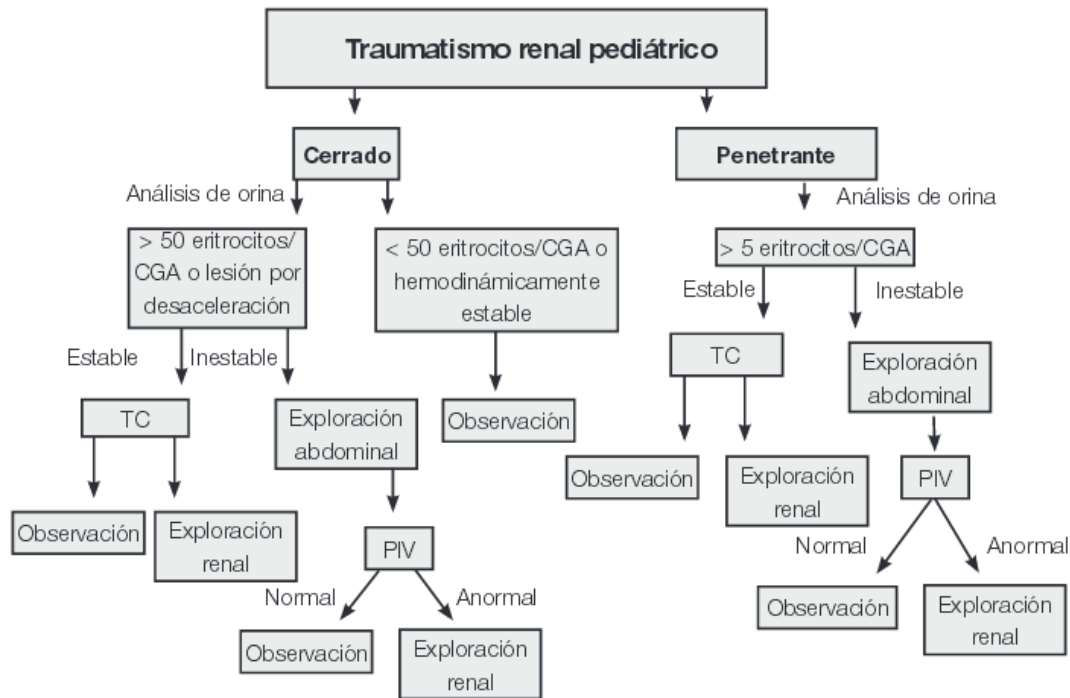 Traumatismo renal pediátrico
Cerrado
Penetrante
Análisis de orina
Análisis de orina
> 50 eritrocitos/
CGA o lesión por
desaceleración
< 50 eritrocitos/CGA o
hemodinámicamente
estable
> 5 eritrocitos/CGA
Estable
Inestable
Estable
Inestable
TC
Exploración
abdominal
Observación
TC
Exploración
abdominal
Observación
Exploración
renal
PIV
Observación
Exploración
renal
PIV
Normal
Anormal
Normal
Anormal
Observación
Exploración
renal
Observación
Exploración
renal